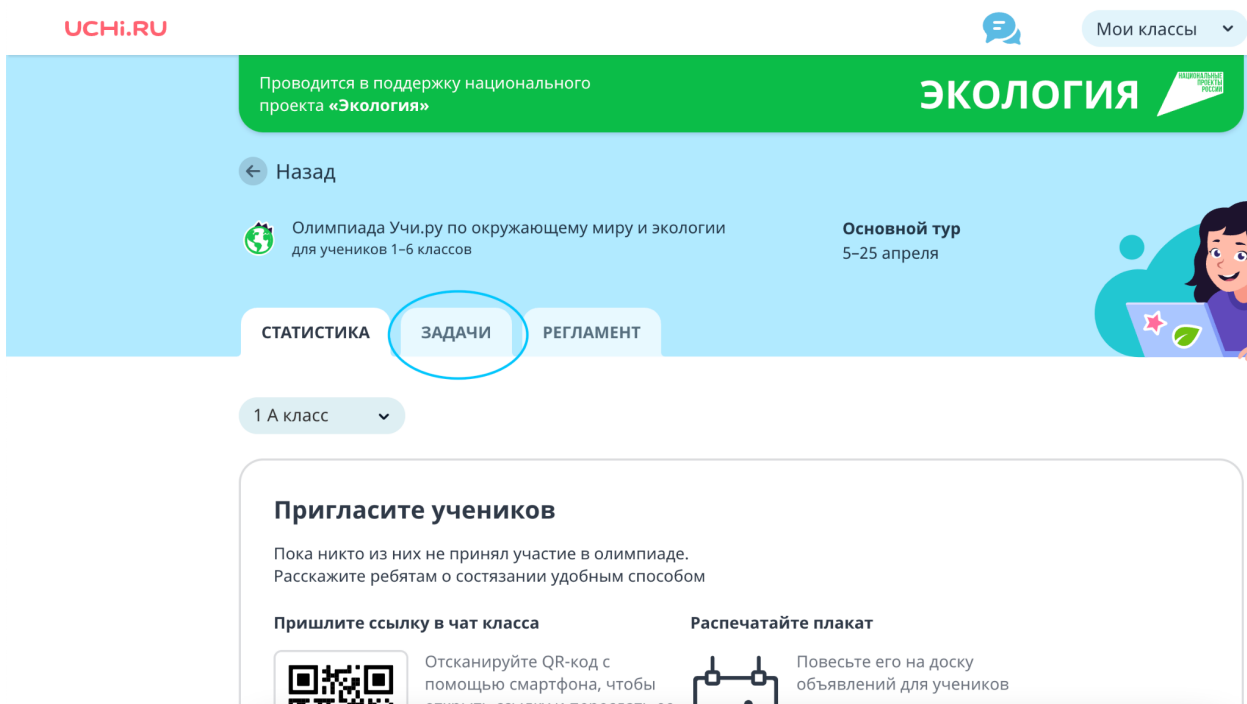 UCHi.RU
Мои классы
Проводится в поддержку национального
проекта «Экология»
ЭКОЛОГИЯ
НАЦИОНАЛЬНЫЕ
ПРОЕКТЫ
РОССИИ
Назад
Олимпиада Учи.ру по окружающему миру и экологии
для учеников 1–6 классов
Основной тур
5–25 апреля
СТАТИСТИКА
ЗАДАЧИ
РЕГЛАМЕНТ
1 А класс
Пригласите учеников
Пока никто из них не принял участие в олимпиаде.
Расскажите ребятам о состязании удобным способом
Пришлите ссылку в чат класса
Отсканируйте QR-код с
помощью смартфона, чтобы
Распечатайте плакат
Повесьте его на доску
объявлений для учеников